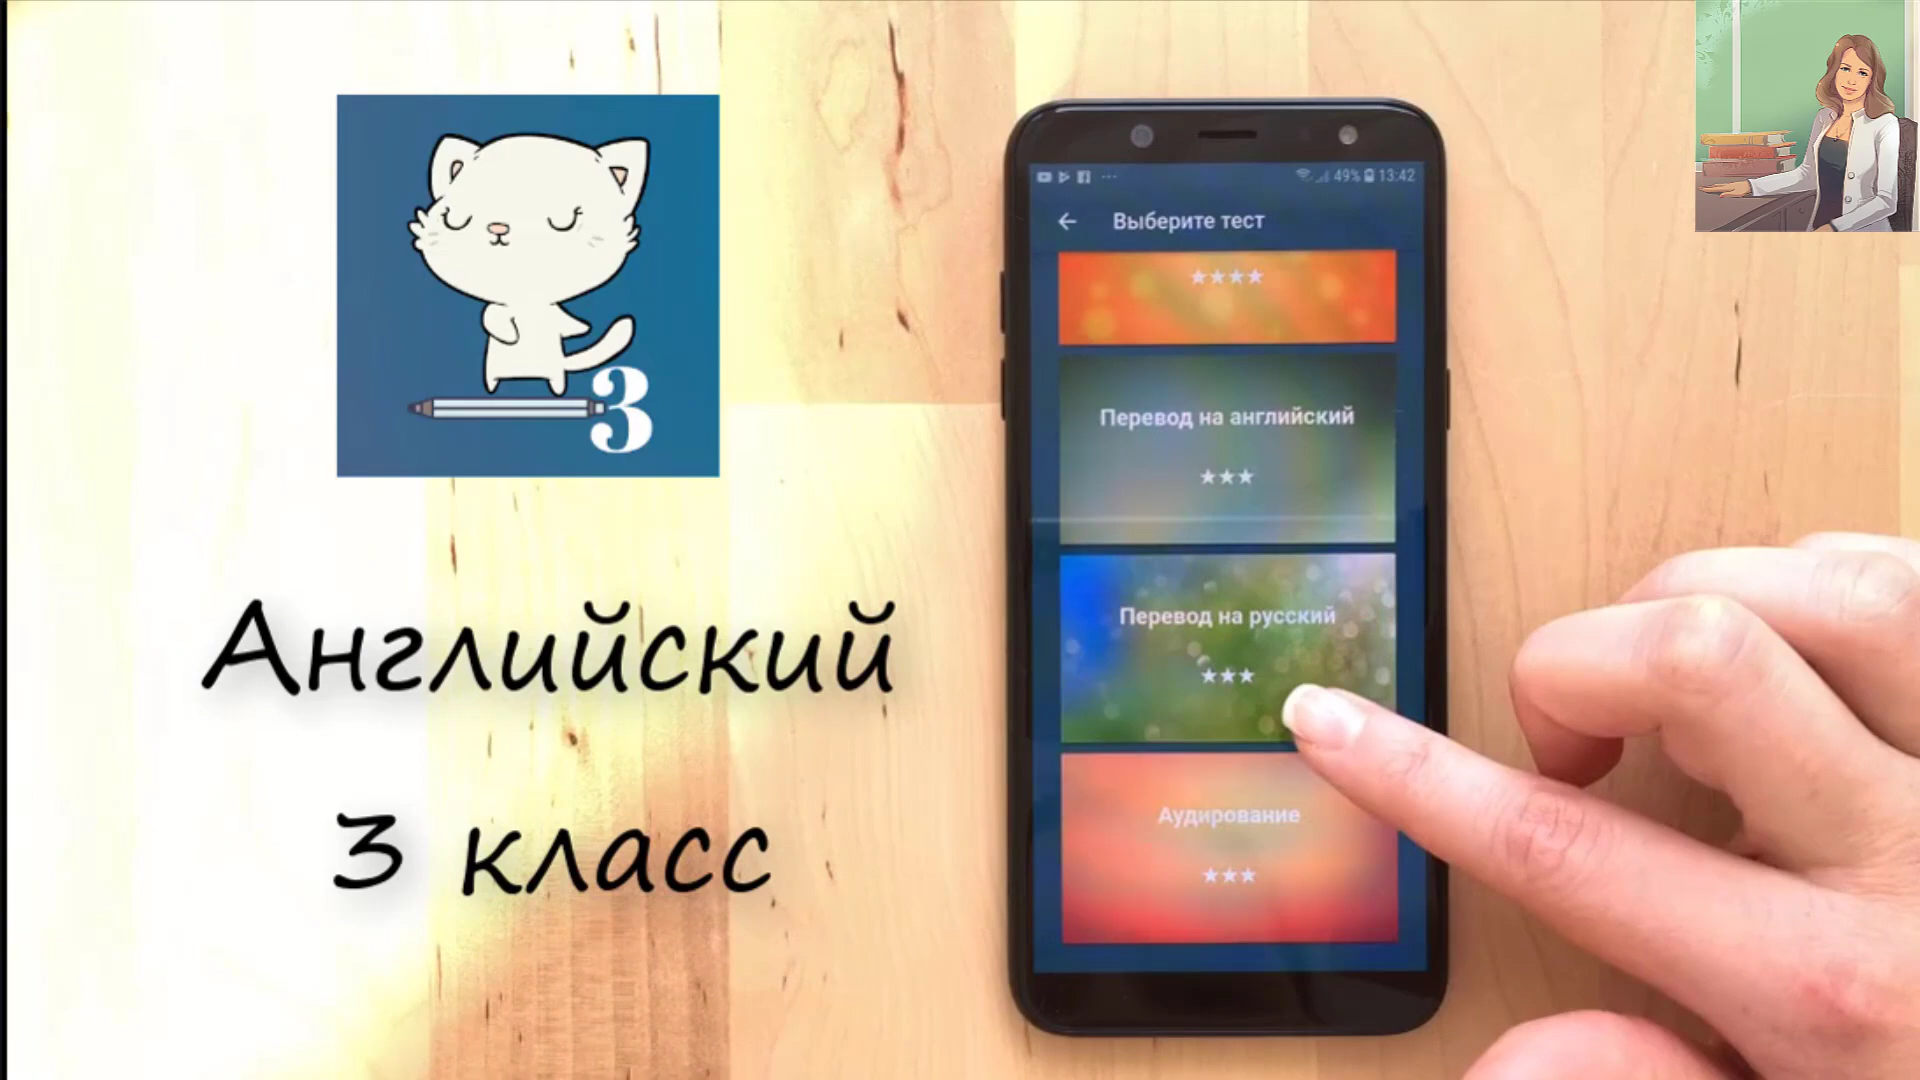 3
Английский
3 класс
49% 13:42
Выберите тест
Перевод на английский
Перевод на русский
Аудирование